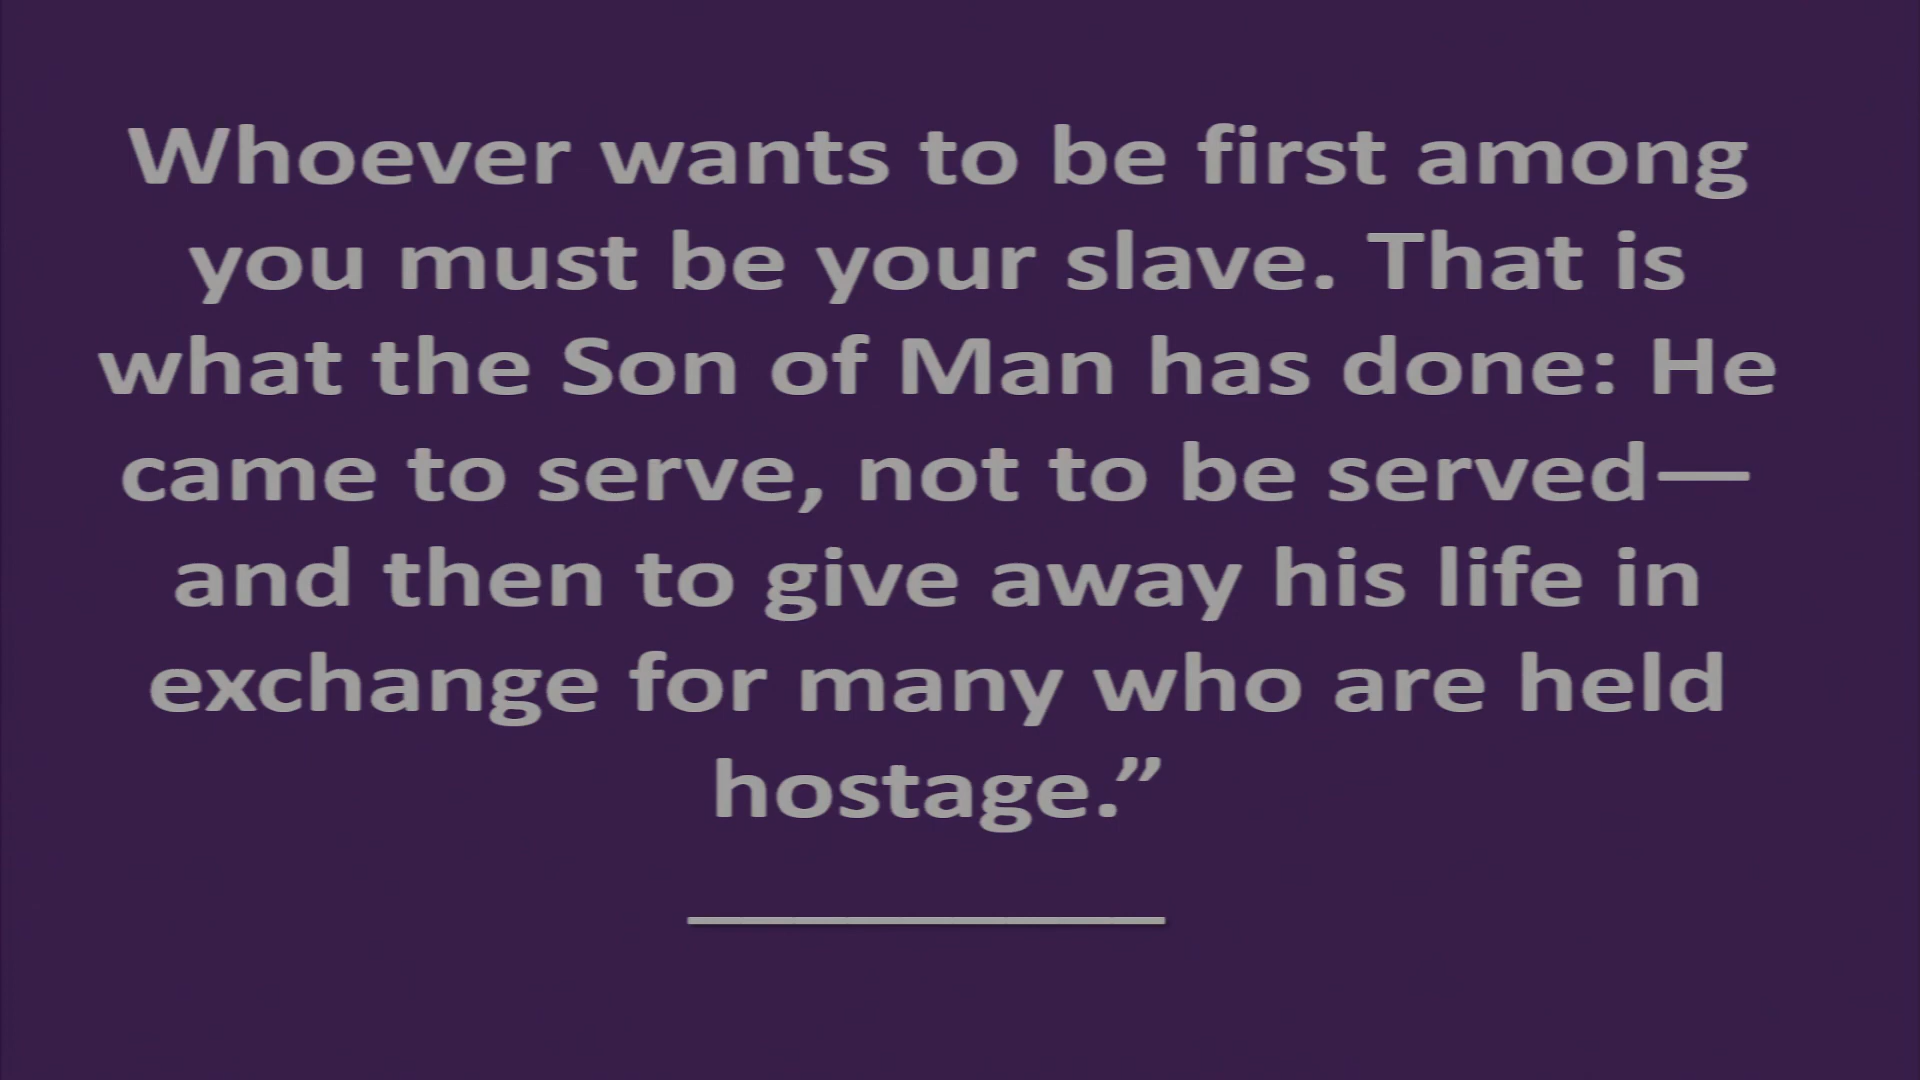 Whoever wants to be first among
you must be your slave. That is
what the Son of Man has done: He
came to serve, not to be served—
and then to give away his life in
exchange for many who are held
hostage.”